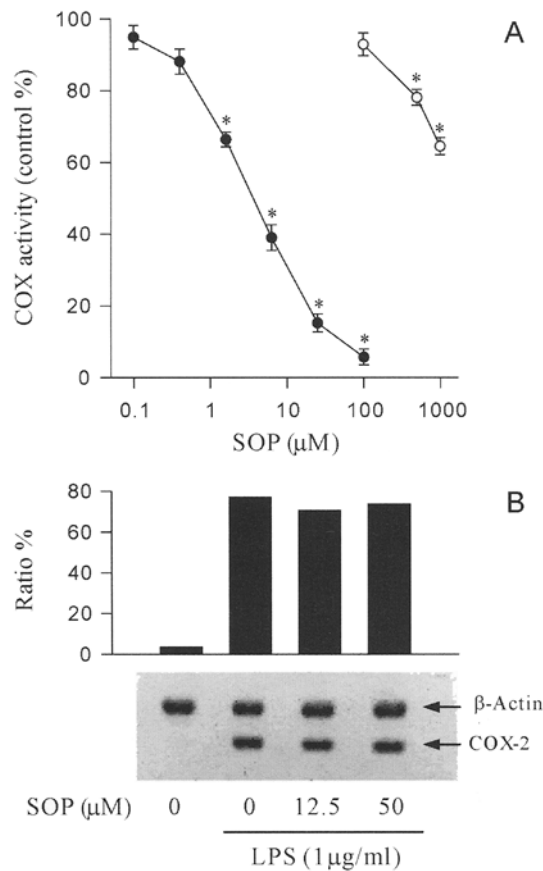 A
100
80
60
40
20
0
COX activity (control %)
* * * * * *
0.1 1 10 100 1000
SOP (μM)
B
80
60
40
20
0
Ratio %
β-Actin
COX-2
SOP (μM) 0 0 12.5 50
LPS (1μg/ml)